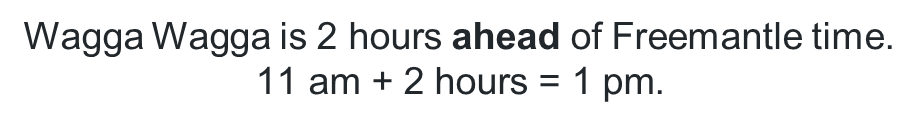 Wagga Wagga is 2 hours ahead of Freemantle time.
11 am + 2 hours = 1 pm.